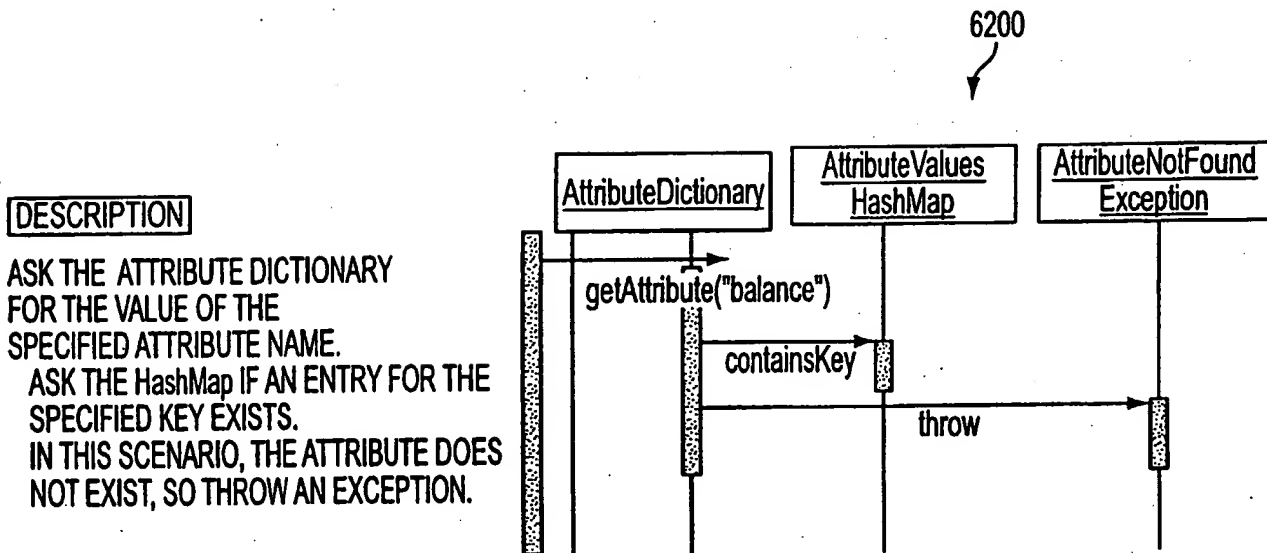 6200
AttributeDictionary
AttributeValues
HashMap
AttributeNotFound
Exception
DESCRIPTION
ASK THE ATTRIBUTE DICTIONARY
FOR THE VALUE OF THE
SPECIFIED ATTRIBUTE NAME.
ASK THE HashMap IF AN ENTRY FOR THE
SPECIFIED KEY EXISTS.
IN THIS SCENARIO, THE ATTRIBUTE DOES
NOT EXIST, SO THROW AN EXCEPTION.
getAttribute("balance")
containsKey
throw